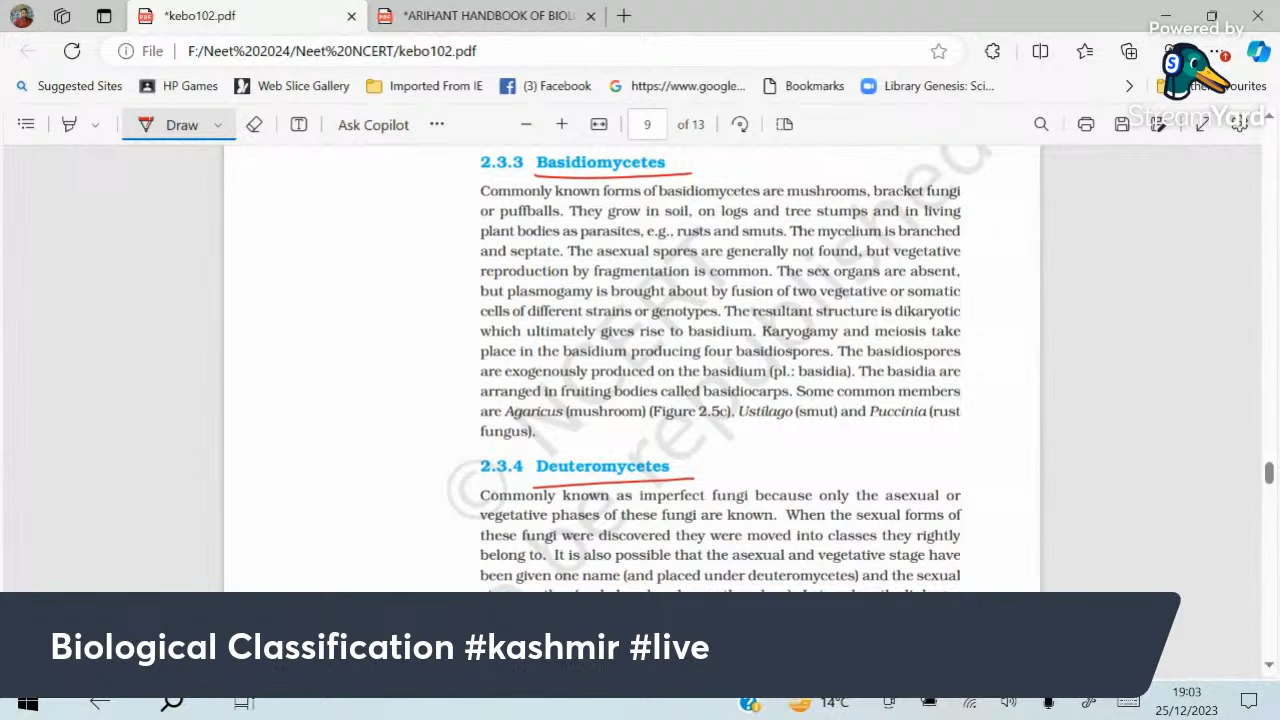 *kebo102.pdf
*ARIHANT HANDBOOK OF BIOL
Powered by
File F:/Neet%202024/Neet%20NCERT/kebo102.pdf
Suggested Sites HP Games Web Slice Gallery Imported From IE (3) Facebook https://www.google... Bookmarks Library Genesis: Sci...
StreamYard
Draw Ask Copilot ••• 9 of 13
2.3.3 Basidiomycetes
Commonly known forms of basidiomycetes are mushrooms, bracket fungi
or puffballs. They grow in soil, on logs and tree stumps and in living
plant bodies as parasites, e.g., rusts and smuts. The mycelium is branched
and septate. The asexual spores are generally not found, but vegetative
reproduction by fragmentation is common. The sex organs are absent,
but plasmogamy is brought about by fusion of two vegetative or somatic
cells of different strains or genotypes. The resultant structure is dikaryotic
which ultimately gives rise to basidium. Karyogamy and meiosis take
place in the basidium producing four basidiospores. The basidiospores
are exogenously produced on the basidium (pl.: basidia). The basidia are
arranged in fruiting bodies called basidiocarps. Some common members
are Agaricus (mushroom) (Figure 2.5c), Ustilago (smut) and Puccinia (rust
fungus).
2.3.4 Deuteromycetes
Commonly known as imperfect fungi because only the asexual or
vegetative phases of these fungi are known. When the sexual forms of
these fungi were discovered they were moved into classes they rightly
belong to. It is also possible that the asexual and vegetative stage have
been given one name (and placed under deuteromycetes) and the sexual
© NCERT
be republished
Biological Classification #kashmir #live
14°C
19:03
25/12/2023